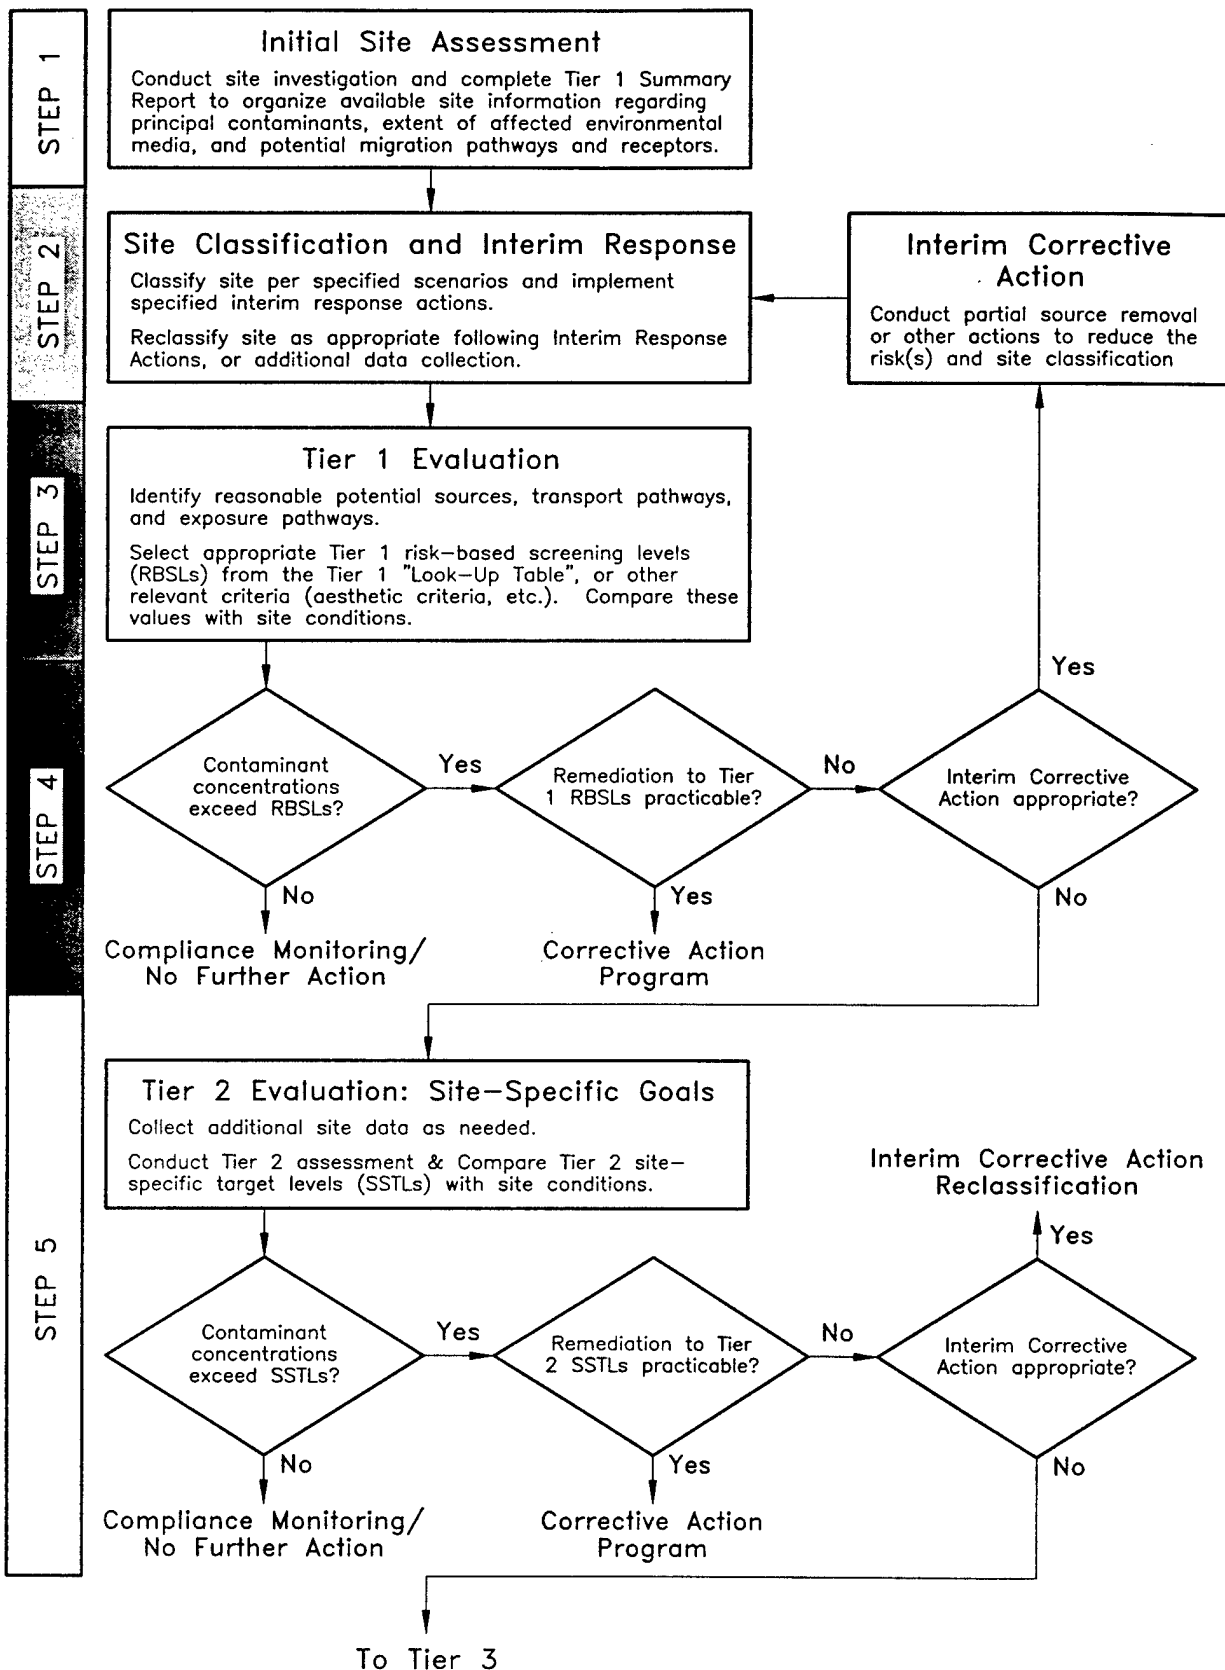 STEP 1
Initial Site Assessment
Conduct site investigation and complete Tier 1 Summary
Report to organize available site information regarding
principal contaminants, extent of affected environmental
media, and potential migration pathways and receptors.
STEP 2
Site Classification and Interim Response
Classify site per specified scenarios and implement
specified interim response actions.
Reclassify site as appropriate following Interim Response
Actions, or additional data collection.
Interim Corrective
Action
Conduct partial source removal
or other actions to reduce the
risk(s) and site classification
STEP 3
Tier 1 Evaluation
Identify reasonable potential sources, transport pathways,
and exposure pathways.
Select appropriate Tier 1 risk-based screening levels
(RBSLs) from the Tier 1 "Look-Up Table", or other
relevant criteria (aesthetic criteria, etc.). Compare these
values with site conditions.
STEP 4
Contaminant
concentrations
exceed RBSLs?
Yes
No
Compliance Monitoring/
No Further Action
Remediation to Tier
1 RBSLs practicable?
No
Yes
Corrective Action
Program
Interim Corrective
Action appropriate?
Yes
No
STEP 5
Tier 2 Evaluation: Site-Specific Goals
Collect additional site data as needed.
Conduct Tier 2 assessment & Compare Tier 2 site-
specific target levels (SSTLs) with site conditions.
Contaminant
concentrations
exceed SSTLs?
Yes
No
Compliance Monitoring/
No Further Action
Remediation to Tier
2 SSTLs practicable?
No
Yes
Corrective Action
Program
Interim Corrective Action
Reclassification
Yes
Interim Corrective
Action appropriate?
No
To Tier 3